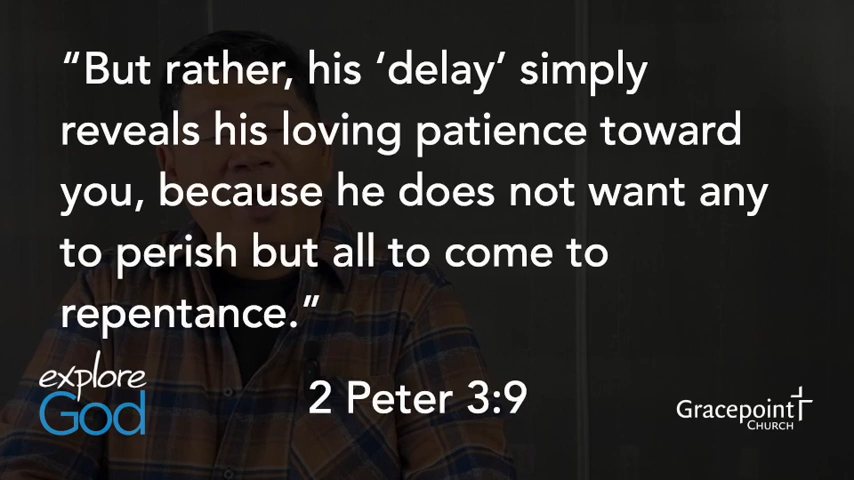 “But rather, his ‘delay’ simply
reveals his loving patience toward
you, because he does not want any
to perish but all to come to
repentance.”
explore
God
2 Peter 3:9
Gracepoint
CHURCH